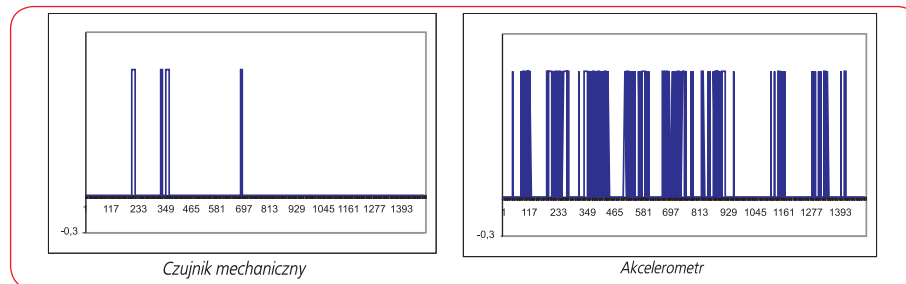 1 117 233 349 465 581 697 813 929 1045 1161 1277 1393
-0,3
Czujnik mechaniczny
1 117 233 349 465 581 697 813 929 1045 1161 1277 1393
-0,3
Akcelerometr